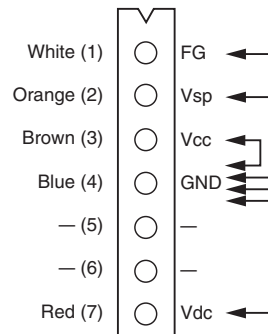 White (1) FG
Orange (2) Vsp
Brown (3) Vcc
Blue (4) GND
— (5) —
— (6) —
Red (7) Vdc